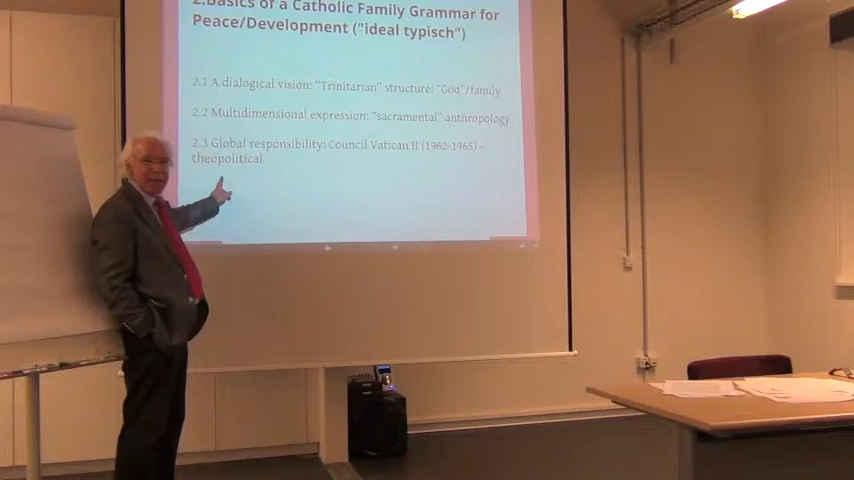 2.Basics of a Catholic Family Grammar for
Peace/Development ("ideal typisch")
2.1 A dialogical vision: "Trinitarian" structure: "God"/family
2.2 Multidimensional expression: "sacramental" anthropology
2.3 Global responsibility: Council Vatican II (1962-1965) -
theopolitical